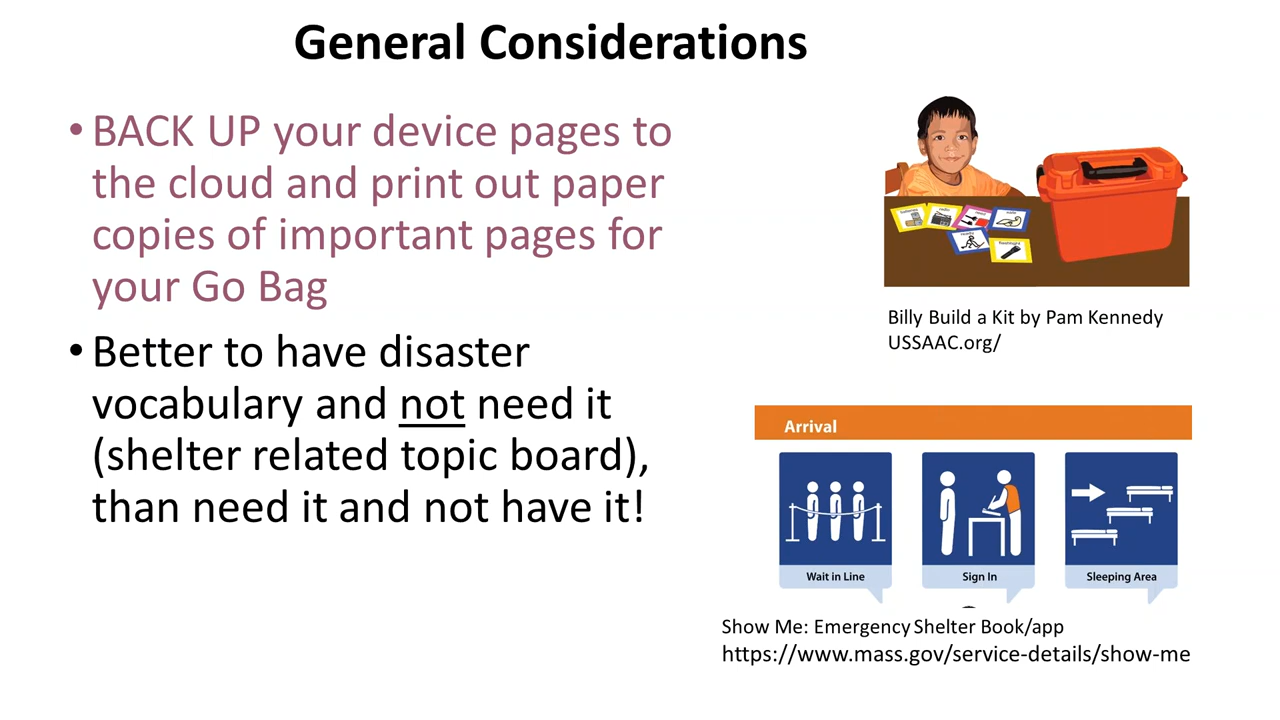 General Considerations
• BACK UP your device pages to
the cloud and print out paper
copies of important pages for
your Go Bag
• Better to have disaster
vocabulary and not need it
(shelter related topic board),
than need it and not have it!
Billy Build a Kit by Pam Kennedy
USSAAC.org/
Arrival
Wait in Line
Sign In
Sleeping Area
Show Me: Emergency Shelter Book/app
https://www.mass.gov/service-details/show-me